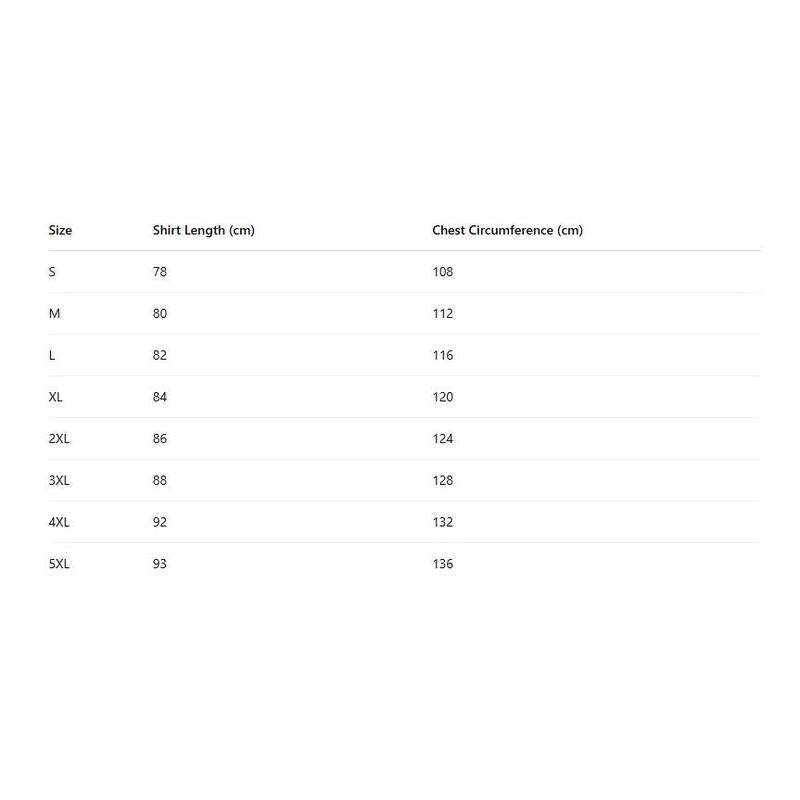 Size Shirt Length (cm) Chest Circumference (cm)
S 78 108
M 80 112
L 82 116
XL 84 120
2XL 86 124
3XL 88 128
4XL 92 132
5XL 93 136